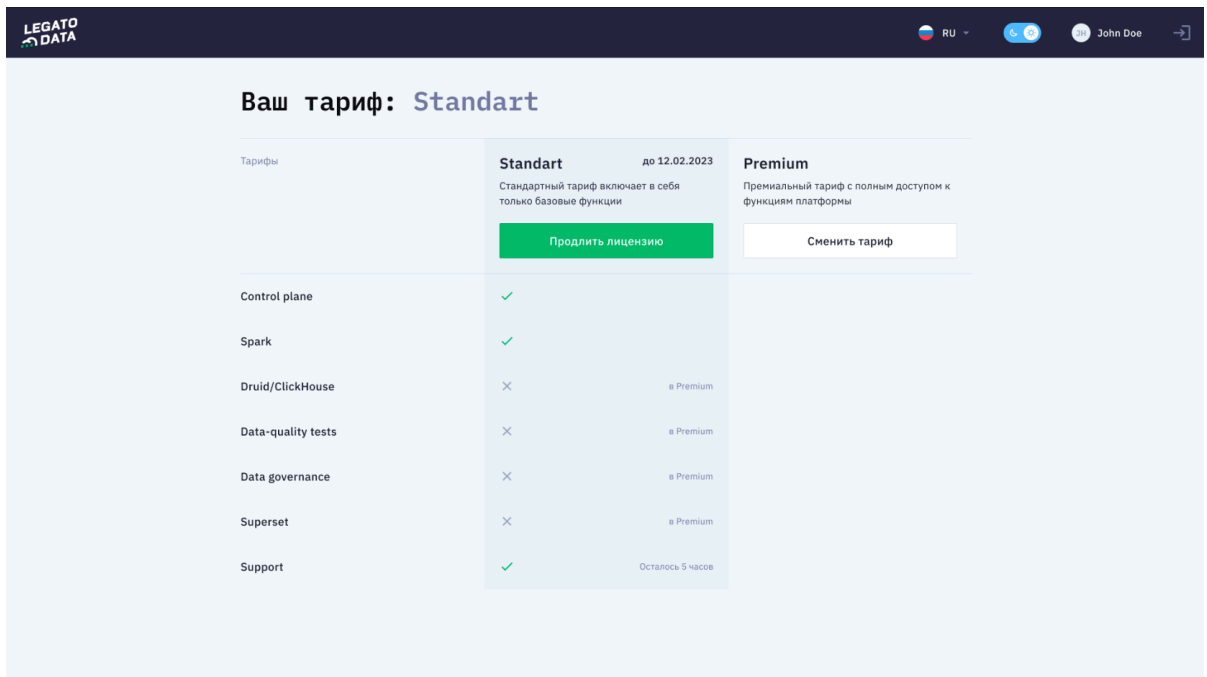 LEGATO
DATA
RU
JH
John Doe
Ваш тариф: Standart
Тарифы
Standart
до 12.02.2023
Стандартный тариф включает в себя
только базовые функции
Продлить лицензию
Premium
Премиальный тариф с полным доступом к
функциям платформы
Сменить тариф
Control plane
Spark
Druid/ClickHouse
в Premium
Data-quality tests
в Premium
Data governance
в Premium
Superset
в Premium
Support
Осталось 5 часов